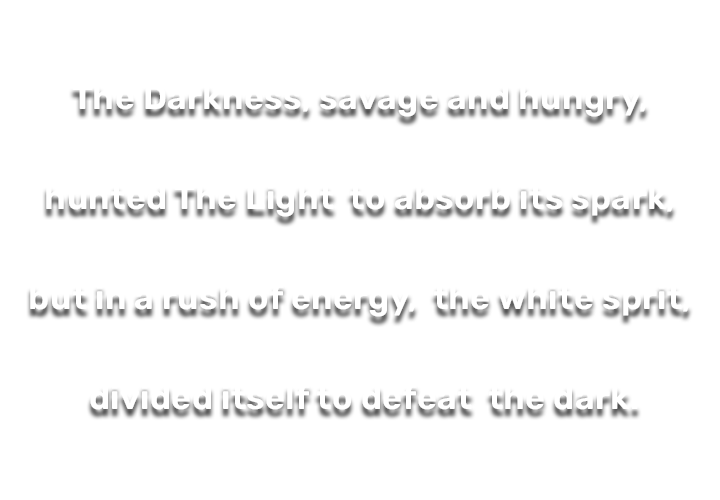 The Darkness, savage and hungry,
hunted The Light to absorb its spark,
but in a rush of energy, the white sprit,
divided itself to defeat the dark.